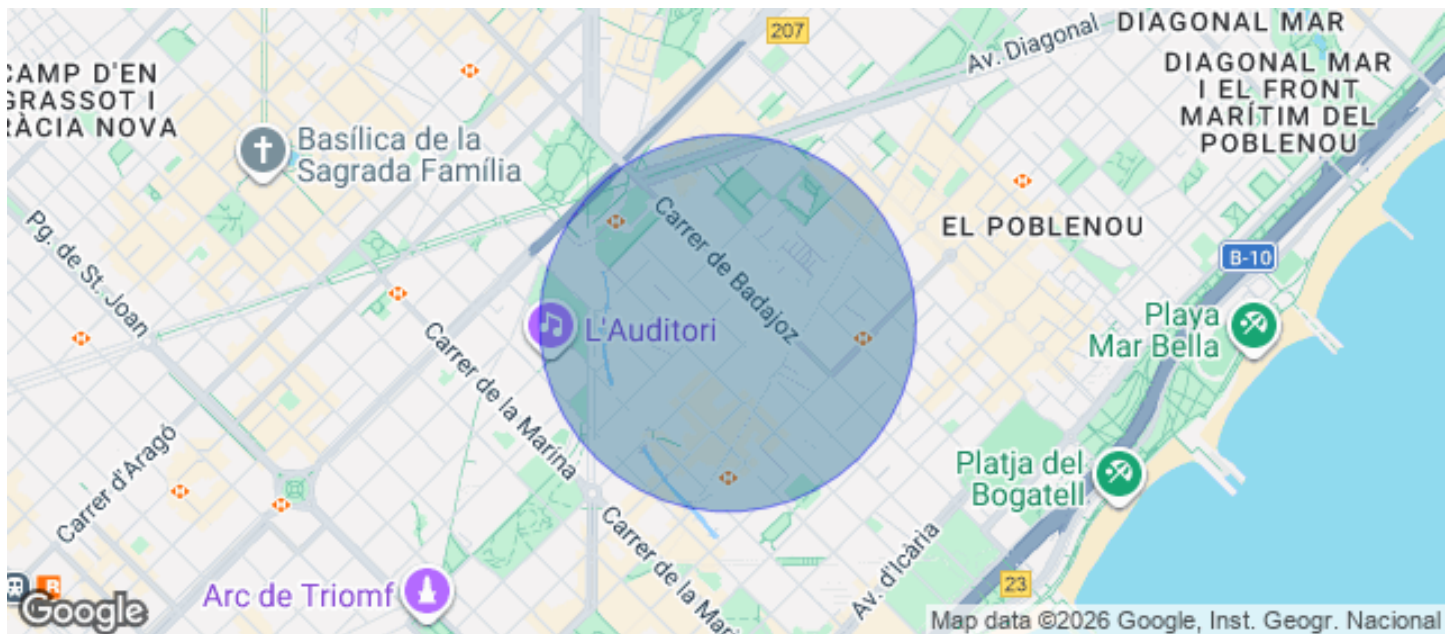 DIAGONAL MAR
207
Av. Diagonal
DIAGONAL MAR
I EL FRONT
MARÍTIM DEL
POBLENOU
CAMP D'EN
GRASSOT I
RÀCIA NOVA
Basílica de la
Sagrada Família
Carrer de Badajoz
EL POBLENOU
B-10
Pg. de St. Joan
L'Auditori
Playa
Mar Bella
Carrer de la Marina
Carrer d'Aragó
Platja del
Bogatell
Carrer de la Mari
Av. d'Icària
23
Arc de Triomf
R
Google
Map data ©2026 Google, Inst. Geogr. Nacional